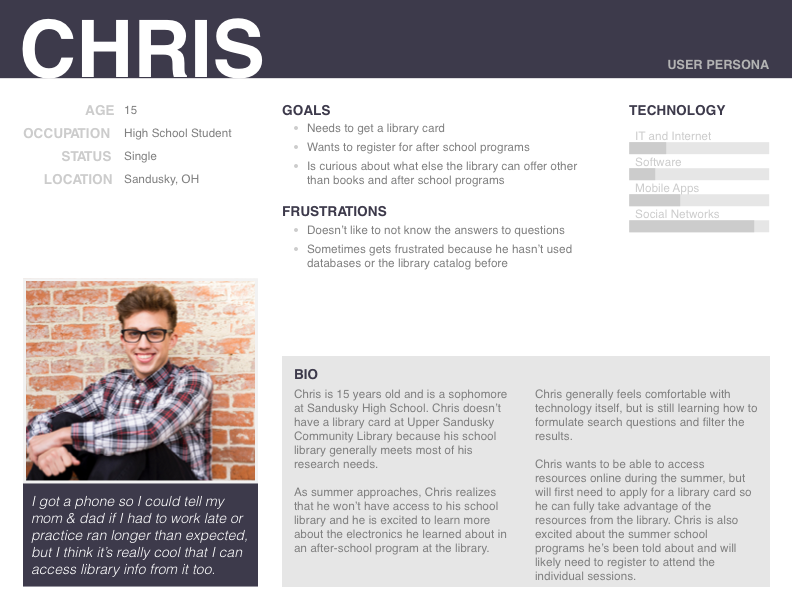 CHRIS
USER PERSONA
AGE 15
OCCUPATION High School Student
STATUS Single
LOCATION Sandusky, OH
GOALS
• Needs to get a library card
• Wants to register for after school programs
• Is curious about what else the library can offer other
than books and after school programs
FRUSTRATIONS
• Doesn't like to not know the answers to questions
• Sometimes gets frustrated because he hasn't used
databases or the library catalog before
TECHNOLOGY
IT and Internet
Software
Mobile Apps
Social Networks
I got a phone so I could tell my
mom & dad if I had to work late or
practice ran longer than expected,
but I think it's really cool that I can
access library info from it too.
BIO
Chris is 15 years old and is a sophomore
at Sandusky High School. Chris doesn't
have a library card at Upper Sandusky
Community Library because his school
library generally meets most of his
research needs.
As summer approaches, Chris realizes
that he won't have access to his school
library and he is excited to learn more
about the electronics he learned about in
an after-school program at the library.
Chris generally feels comfortable with
technology itself, but is still learning how to
formulate search questions and filter the
results.
Chris wants to be able to access
resources online during the summer, but
will first need to apply for a library card so
he can fully take advantage of the
resources from the library. Chris is also
excited about the summer school
programs he's been told about and will
likely need to register to attend the
individual sessions.